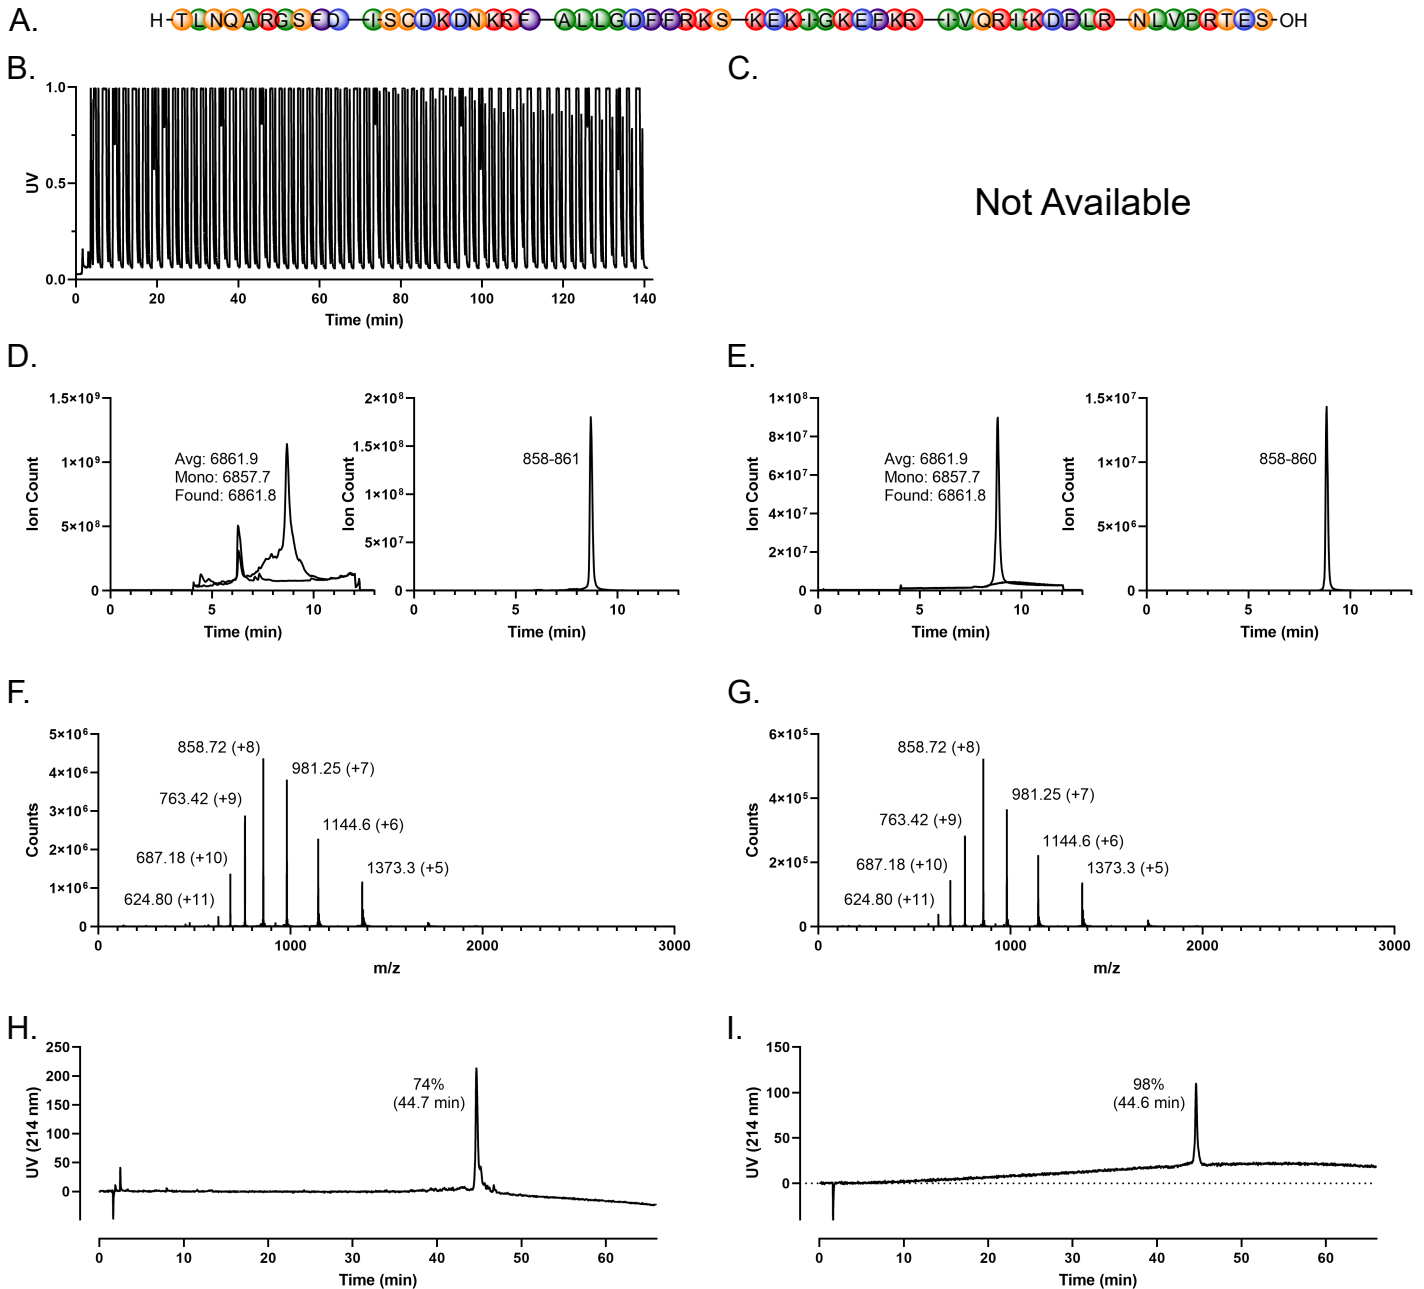 A.
H TLNQARGSFD ISCDKDNKRF ALLGDFFRKS KEKIGKEFKR IVQRIKDFLR NLVPRTES OH
B.
C.
1.0
0.5
0.0
UV
0 20 40 60 80 100 120 140
Time (min)
Not Available
D.
E.
1.5×10⁹
1×10⁹
5×10⁸
0
Ion Count
Avg: 6861.9
Mono: 6857.7
Found: 6861.8
0 5 10
Time (min)
2×10⁸
1.5×10⁸
1×10⁸
5×10⁷
0
Ion Count
858-861
0 5 10
Time (min)
1×10⁸
8×10⁷
6×10⁷
4×10⁷
2×10⁷
0
Ion Count
Avg: 6861.9
Mono: 6857.7
Found: 6861.8
0 5 10
Time (min)
1.5×10⁷
1×10⁷
5×10⁶
0
Ion Count
858-860
0 5 10
Time (min)
F.
G.
5×10⁶
4×10⁶
3×10⁶
2×10⁶
1×10⁶
0
Counts
858.72 (+8)
981.25 (+7)
763.42 (+9)
1144.6 (+6)
687.18 (+10)
1373.3 (+5)
624.80 (+11)
0 1000 2000 3000
m/z
6×10⁵
4×10⁵
2×10⁵
0
Counts
858.72 (+8)
981.25 (+7)
763.42 (+9)
1144.6 (+6)
687.18 (+10)
1373.3 (+5)
624.80 (+11)
0 1000 2000 3000
m/z
H.
I.
250
200
150
100
50
0
UV (214 nm)
74%
(44.7 min)
0 10 20 30 40 50 60
Time (min)
150
100
50
0
UV (214 nm)
98%
(44.6 min)
0 10 20 30 40 50 60
Time (min)